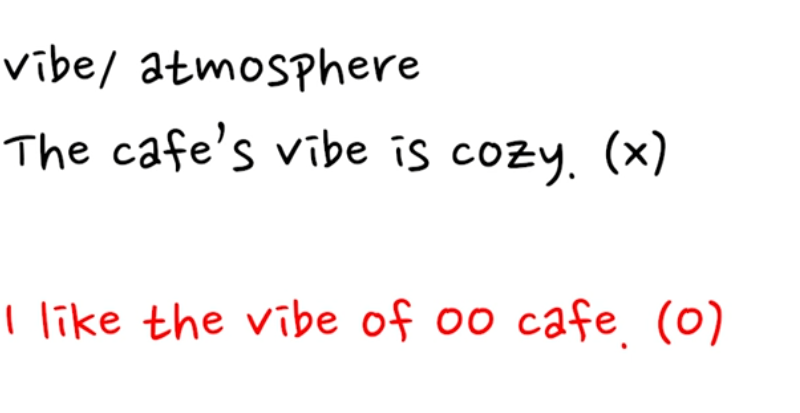 vibe/ atmosphere
The cafe's vibe is cozy. (x)
I like the vibe of oo cafe. (o)